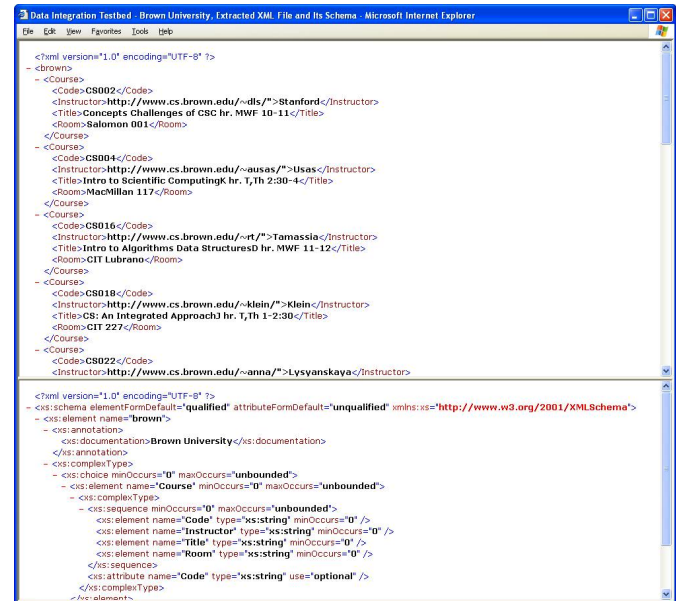 Data Integration Testbed - Brown University, Extracted XML File and Its Schema - Microsoft Internet Explorer
File Edit View Favorites Tools Help
<?xml version="1.0" encoding="UTF-8" ?>
- <brown>
- <Course>
<Code>CS002</Code>
<Instructor>http://www.cs.brown.edu/~dls/">Stanford</Instructor>
<Title>Concepts Challenges of CSC hr. MWF 10-11</Title>
<Room>Salomon 001</Room>
</Course>
- <Course>
<Code>CS004</Code>
<Instructor>http://www.cs.brown.edu/~ausas/">Usas</Instructor>
<Title>Intro to Scientific ComputingK hr. T,Th 2:30-4</Title>
<Room>MacMillan 117</Room>
</Course>
- <Course>
<Code>CS016</Code>
<Instructor>http://www.cs.brown.edu/~rt/">Tamassia</Instructor>
<Title>Intro to Algorithms Data StructuresD hr. MWF 11-12</Title>
<Room>CIT Lubrano</Room>
</Course>
- <Course>
<Code>CS018</Code>
<Instructor>http://www.cs.brown.edu/~klein/">Klein</Instructor>
<Title>CS: An Integrated ApproachJ hr. T,Th 1-2:30</Title>
<Room>CIT 227</Room>
</Course>
- <Course>
<Code>CS022</Code>
<Instructor>http://www.cs.brown.edu/~anna/">Lysyanskaya</Instructor>
<?xml version="1.0" encoding="UTF-8" ?>
- <xs:schema elementFormDefault="qualified" attributeFormDefault="unqualified" xmlns:xs="http://www.w3.org/2001/XMLSchema">
- <xs:element name="brown">
- <xs:annotation>
<xs:documentation>Brown University</xs:documentation>
</xs:annotation>
- <xs:complexType>
- <xs:choice minOccurs="0" maxOccurs="unbounded">
- <xs:element name="Course" minOccurs="0" maxOccurs="unbounded">
- <xs:complexType>
- <xs:sequence minOccurs="0" maxOccurs="unbounded">
<xs:element name="Code" type="xs:string" minOccurs="0" />
<xs:element name="Instructor" type="xs:string" minOccurs="0" />
<xs:element name="Title" type="xs:string" minOccurs="0" />
<xs:element name="Room" type="xs:string" minOccurs="0" />
</xs:sequence>
<xs:attribute name="Code" type="xs:string" use="optional" />
</xs:complexType>
</xs:element>